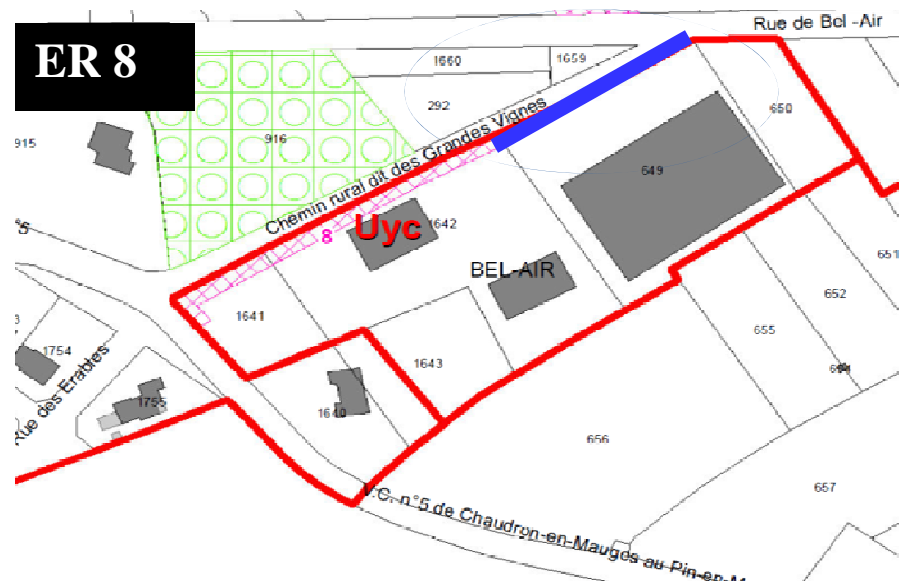 ER 8
Rue de Bel -Air
1660
1659
292
650
915
916
Chemin rural dit des Grandes Vignes
649
Uyc
1642
8
BEL-AIR
651
1641
652
655
1754
1643
Rue des Erables
1755
1640
656
657
V.C. n°5 de Chaudron-en-Mauges au Pin-en-M